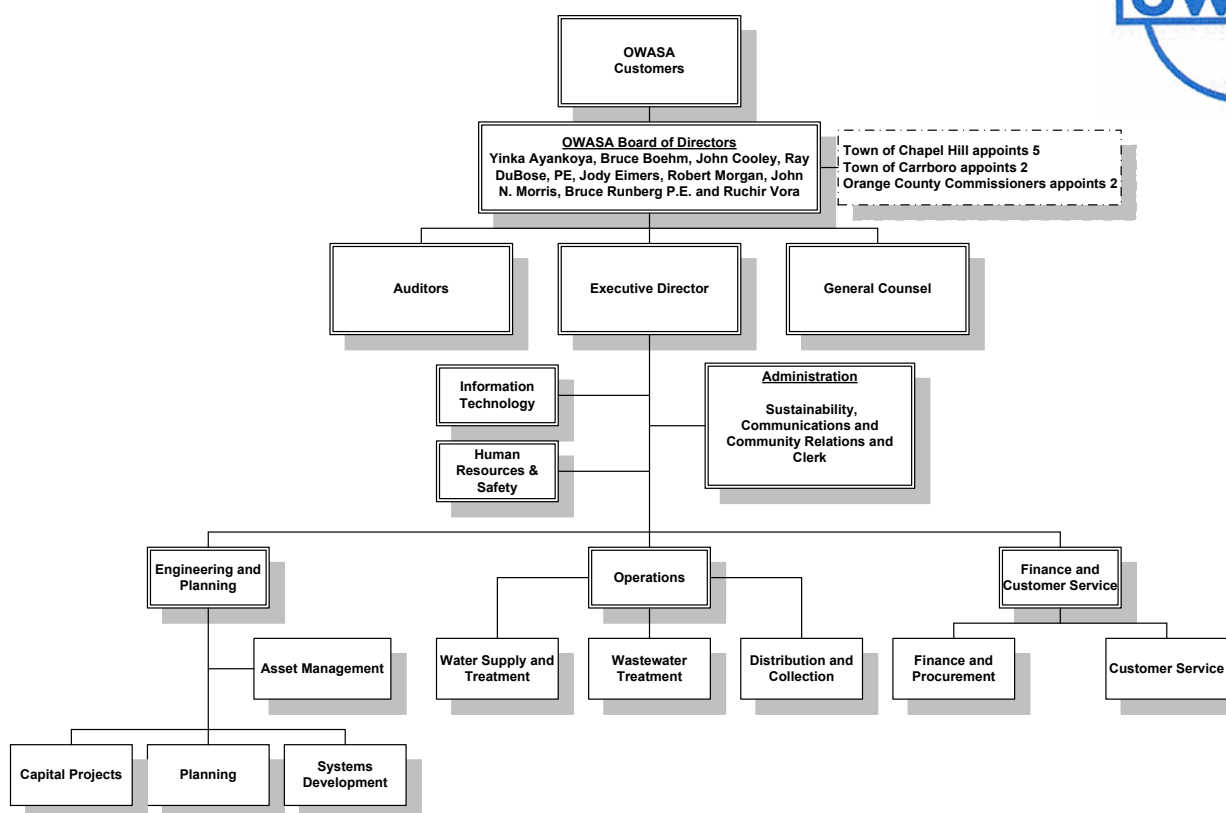 OWASA
Customers
OWASA Board of Directors
Yinka Ayankoya, Bruce Boehm, John Cooley, Ray
DuBose, PE, Jody Eimers, Robert Morgan, John
N. Morris, Bruce Runberg P.E. and Ruchir Vora
Town of Chapel Hill appoints 5
Town of Carrboro appoints 2
Orange County Commissioners appoints 2
Auditors
Executive Director
General Counsel
Information
Technology
Administration
Sustainability,
Communications and
Community Relations and
Clerk
Human
Resources &
Safety
Engineering and
Planning
Operations
Finance and
Customer Service
Asset Management
Water Supply and
Treatment
Wastewater
Treatment
Distribution and
Collection
Finance and
Procurement
Customer Service
Capital Projects
Planning
Systems
Development